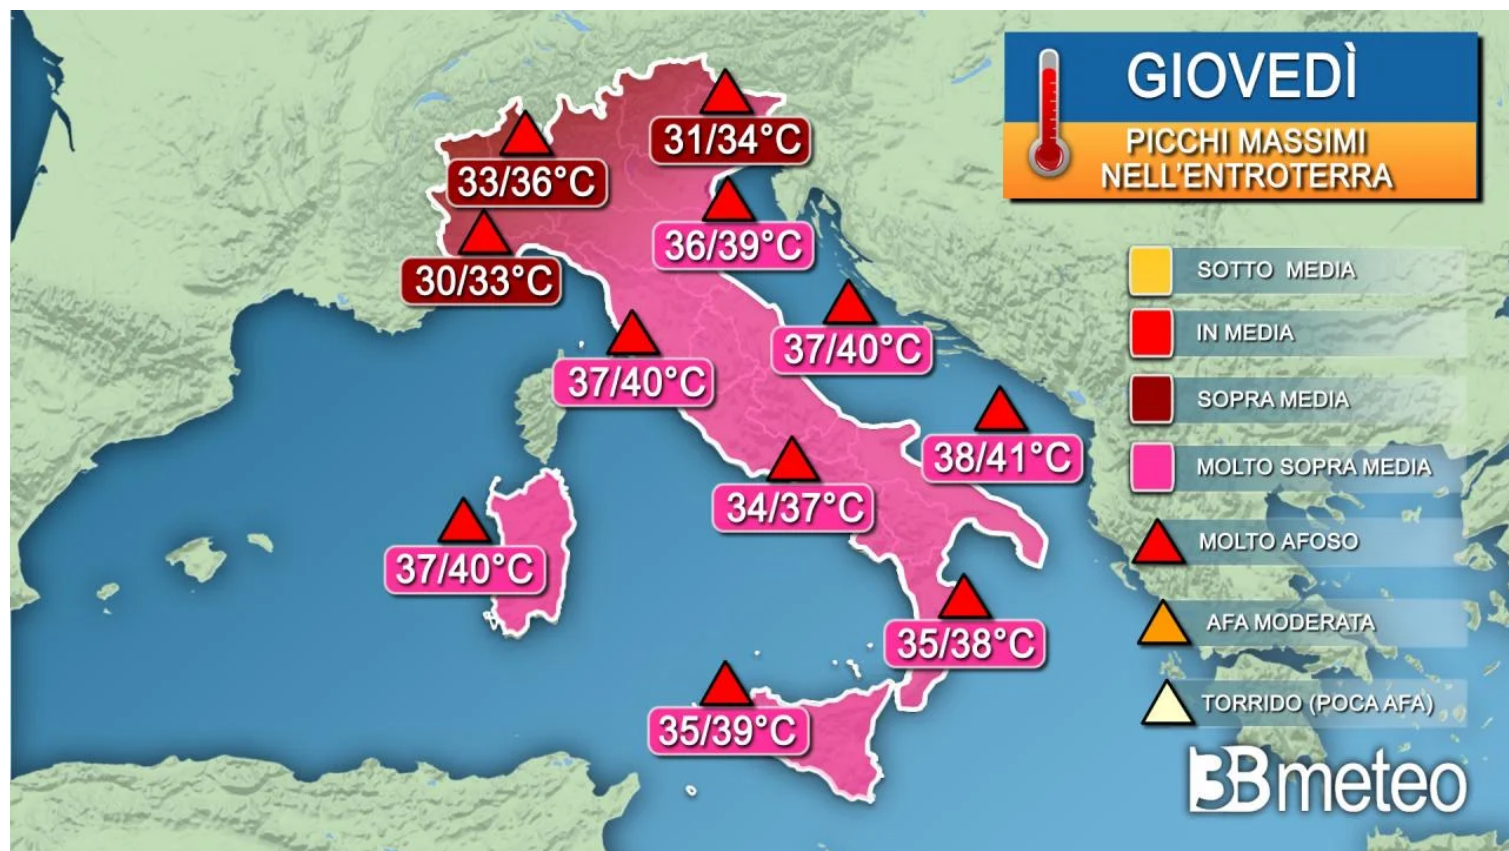 GIOVEDÌ
PICCHI MASSIMI
NELL'ENTROTERRA
31/34°C
33/36°C
36/39°C
30/33°C
37/40°C
37/40°C
38/41°C
34/37°C
37/40°C
35/38°C
35/39°C
SOTTO MEDIA
IN MEDIA
SOPRA MEDIA
MOLTO SOPRA MEDIA
MOLTO AFOSO
AFA MODERATA
TORRIDO (POCA AFA)
3Bmeteo